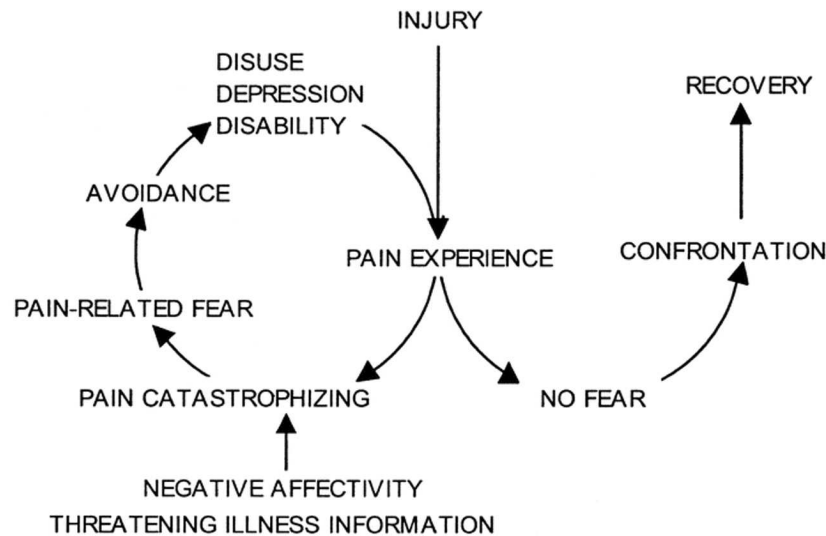 INJURY
DISUSE
DEPRESSION
DISABILITY
RECOVERY
AVOIDANCE
PAIN EXPERIENCE
CONFRONTATION
PAIN-RELATED FEAR
PAIN CATASTROPHIZING
NO FEAR
NEGATIVE AFFECTIVITY
THREATENING ILLNESS INFORMATION